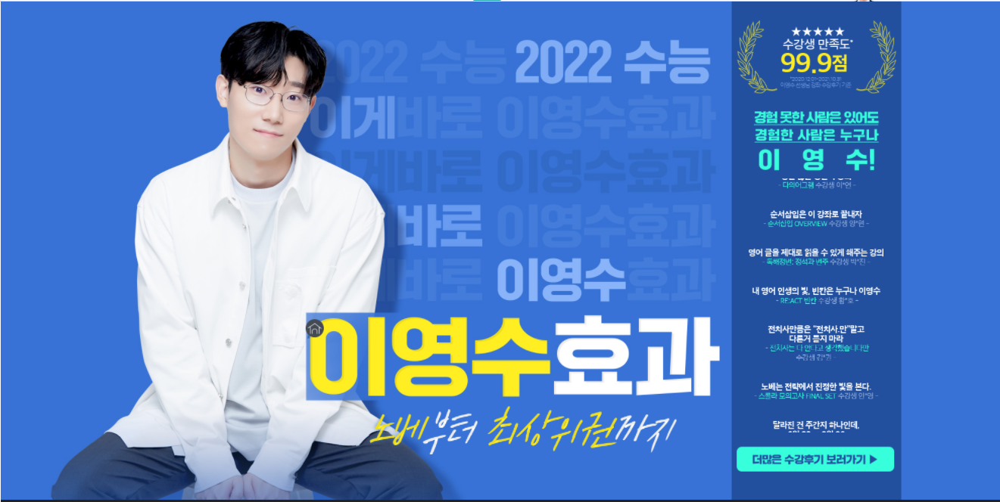 2022 수능 2022 수능
이게바로 이영수효과
이게바로 이영수효과
바로 이영수효과
이게바로 이영수효과
이영수효과
노베부터 최상위권까지
★★★★★
수강생 만족도*
99.9점
*2020.12.01~2021.10.31
이영수 선생님 강좌 수강후기 기준
경험 못한 사람은 있어도
경험한 사람은 누구나
이 영 수!
- 다의어그램 수강생 이*연 -
순서삽입은 이 강좌로 끝내자
- 순서삽입 OVERVIEW 수강생 양*현 -
영어 글을 제대로 읽을 수 있게 해주는 강의
- 독해정변: 정석과 변주 수강생 박*진 -
내 영어 인생의 빛, 빈칸은 누구나 이영수
- RE:ACT 빈칸 수강생 황*호 -
전치사만큼은 "전치사.만"말고
다른거 듣지 마라
- 전치사는 다 안다고 생각했습니다만
수강생 강*권 -
노베는 전략에서 진정한 빛을 본다.
- 스플라 모의고사 FINAL SET 수강생 안*영 -
달라진 건 주간지 하나인데,
더많은 수강후기 보러가기 ▶